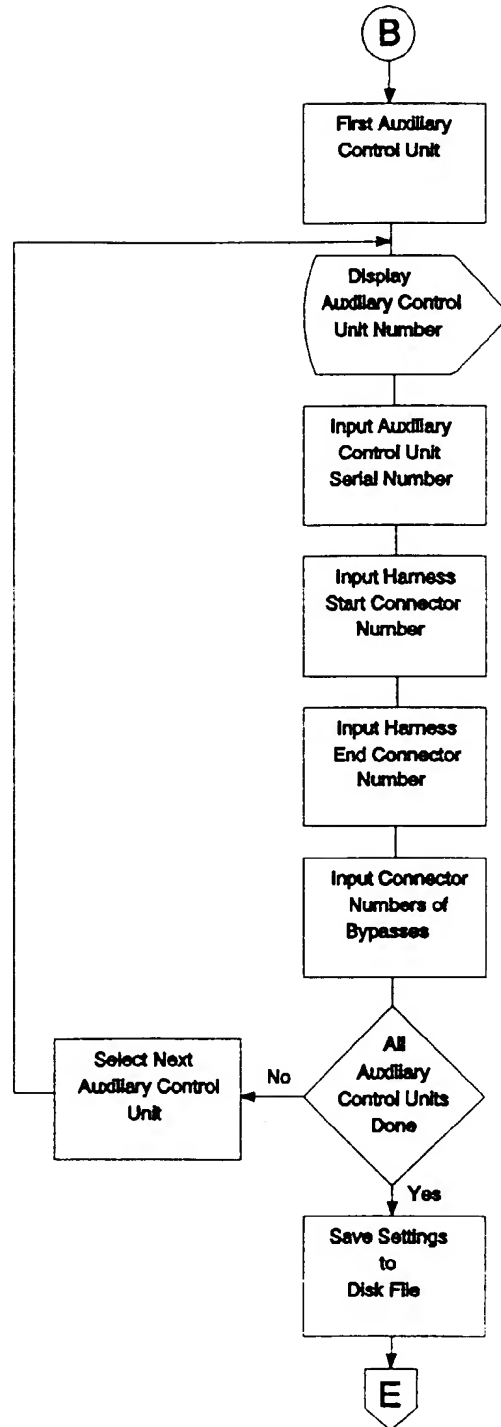 B
First Auxiliary
Control Unit
Display
Auxiliary Control
Unit Number
Input Auxiliary
Control Unit
Serial Number
Input Harness
Start Connector
Number
Input Harness
End Connector
Number
Input Connector
Numbers of
Bypasses
All
Auxiliary
Control Units
Done
No
Select Next
Auxiliary Control
Unit
Yes
Save Settings
to
Disk File
E